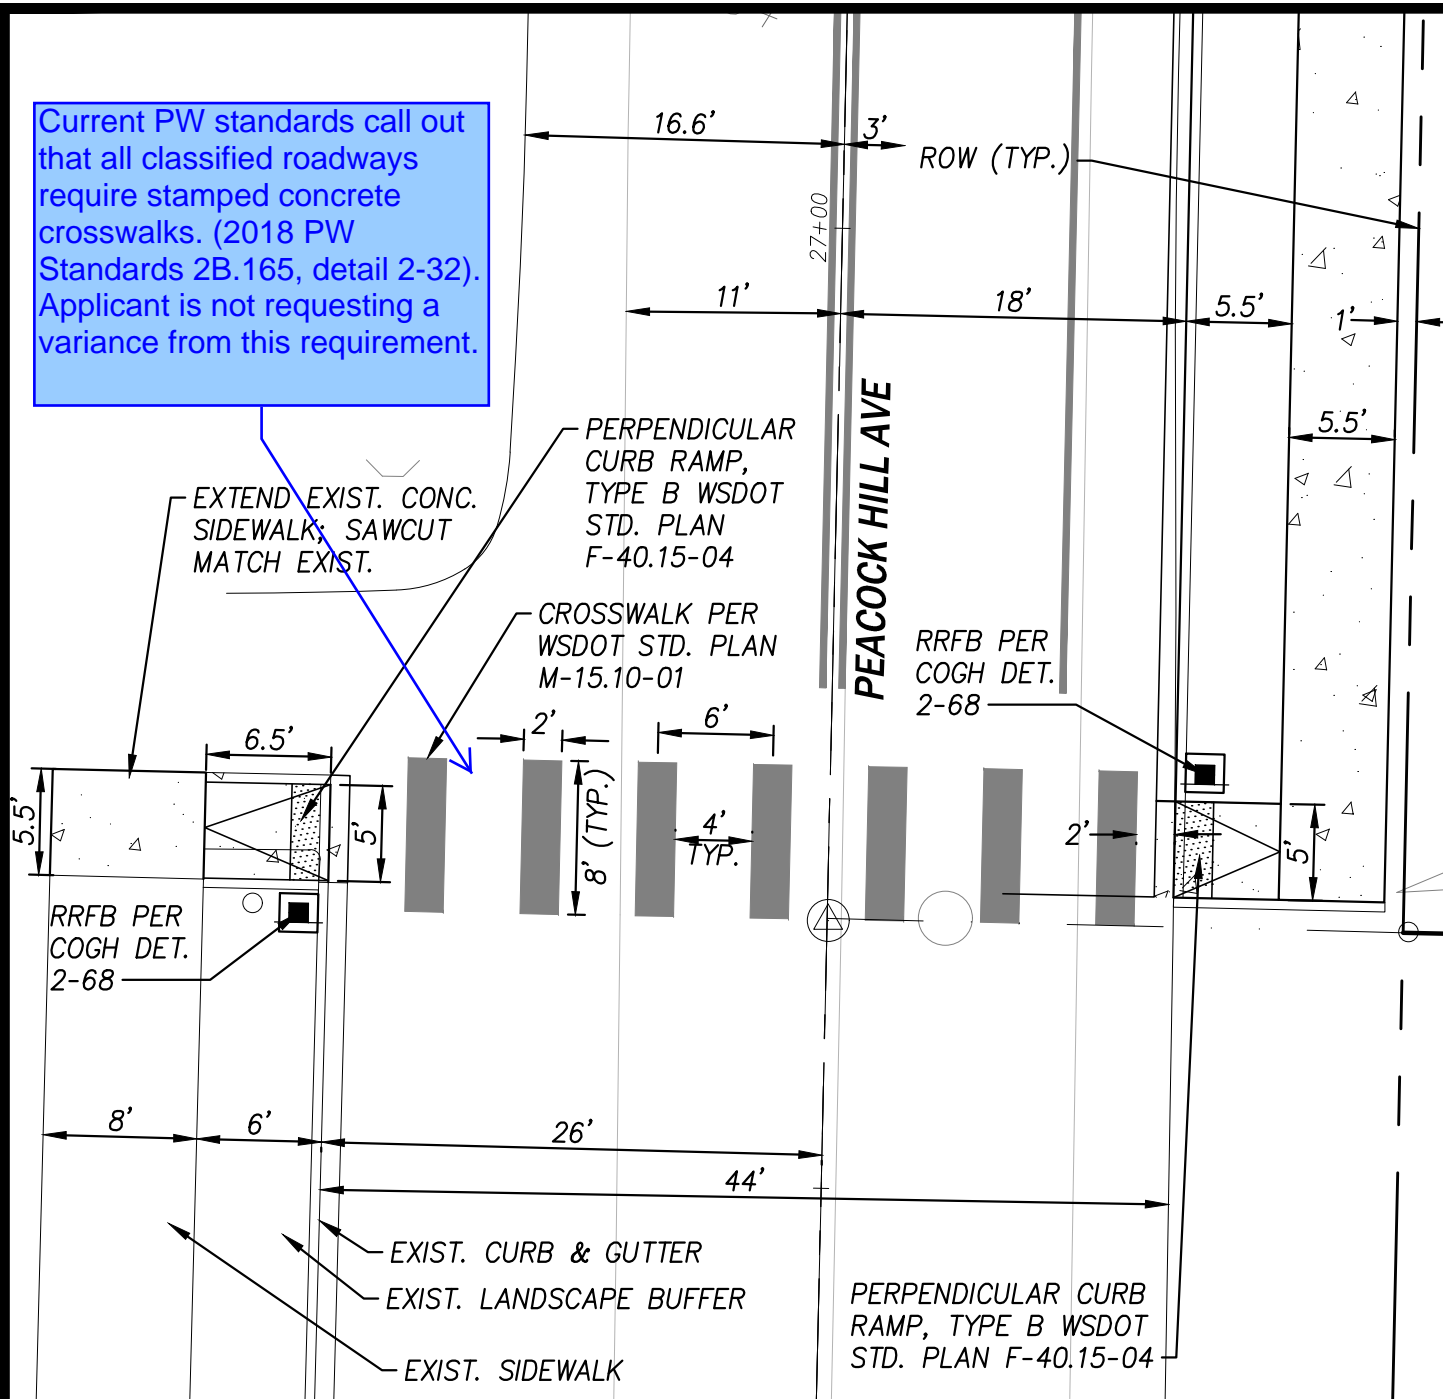 Current PW standards call out
that all classified roadways
require stamped concrete
crosswalks. (2018 PW
Standards 2B.165, detail 2-32).
Applicant is not requesting a
variance from this requirement.
16.6'
3'
ROW (TYP.)
27+00
11'
18'
5.5'
1'
5.5'
PEACOCK HILL AVE
PERPENDICULAR
CURB RAMP,
TYPE B WSDOT
STD. PLAN
F-40.15-04
EXTEND EXIST. CONC.
SIDEWALK; SAWCUT
MATCH EXIST.
CROSSWALK PER
WSDOT STD. PLAN
M-15.10-01
RRFB PER
COGH DET.
2-68
2'
6'
6.5'
5.5'
5'
8' (TYP.)
4'
TYP.
2'
5'
RRFB PER
COGH DET.
2-68
8'
6'
26'
44'
EXIST. CURB & GUTTER
EXIST. LANDSCAPE BUFFER
EXIST. SIDEWALK
PERPENDICULAR CURB
RAMP, TYPE B WSDOT
STD. PLAN F-40.15-04